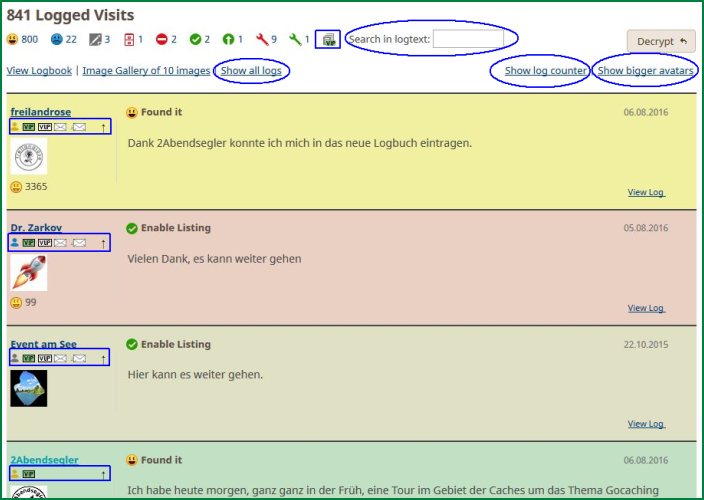 841 Logged Visits
800 22 3 1 2 2 1 9 1 VIP Search in logtext: Decrypt
View Logbook | Image Gallery of 10 images | Show all logs Show log counter Show bigger avatars
freilandrose Found it 06.08.2016
VIP VIP
Dank 2Abendsegler konnte ich mich in das neue Logbuch eintragen.
3365
View Log
Dr. Zarkov Enable Listing 05.08.2016
VIP VIP
Vielen Dank, es kann weiter gehen
99
View Log
Event am See Enable Listing 22.10.2015
VIP VIP
Hier kann es weiter gehen.
View Log
2Abendsegler Found it 06.08.2016
VIP
Ich habe heute morgen, ganz ganz in der Früh, eine Tour im Gebiet der Caches um das Thema Gocaching